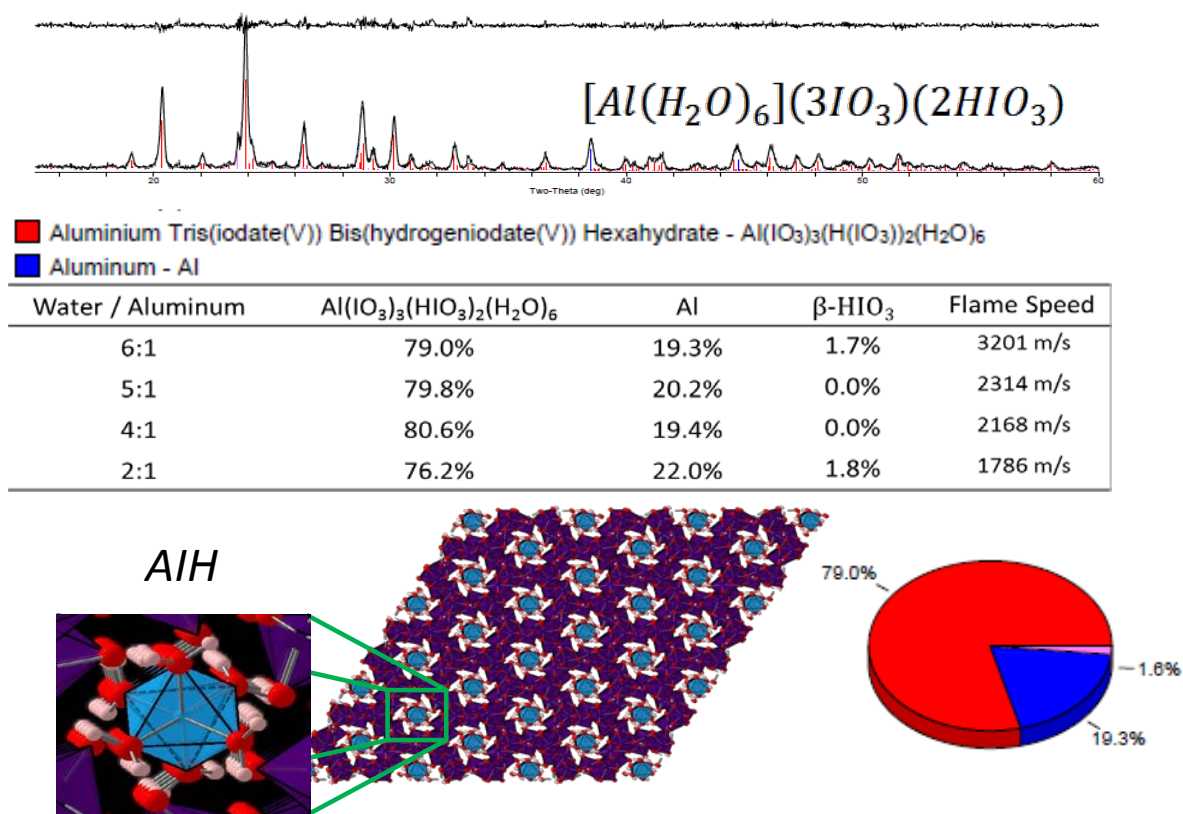 [Al(H₂O)₆](3IO₃)(2HIO₃)
20 30 40 50 60
Two-Theta (deg)
Aluminium Tris(iodate(V)) Bis(hydrogeniodate(V)) Hexahydrate - Al(IO₃)₃(H(IO₃))₂(H₂O)₆
Aluminum - Al
Water / Aluminum Al(IO₃)₃(HIO₃)₂(H₂O)₆ Al β-HIO₃ Flame Speed
6:1 79.0% 19.3% 1.7% 3201 m/s
5:1 79.8% 20.2% 0.0% 2314 m/s
4:1 80.6% 19.4% 0.0% 2168 m/s
2:1 76.2% 22.0% 1.8% 1786 m/s
AIH
79.0%
1.6%
19.3%